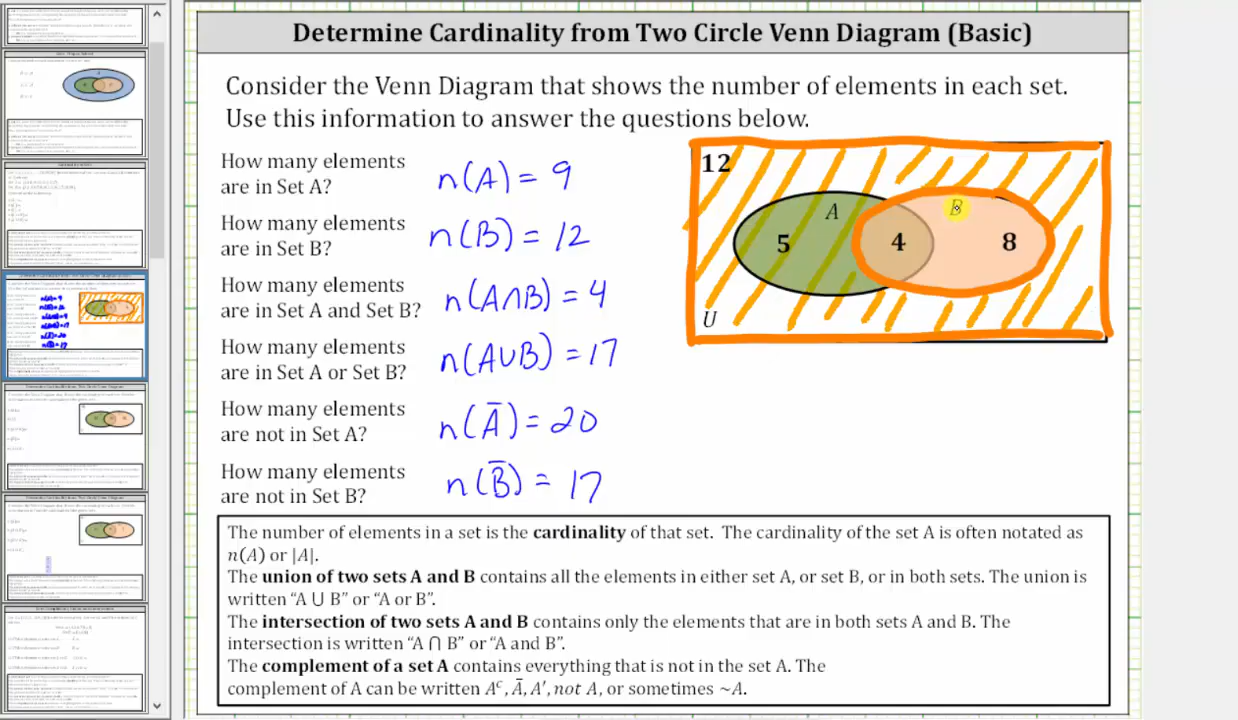 Determine Cardinality from Two Circle Venn Diagram (Basic)
Consider the Venn Diagram that shows the number of elements in each set.
Use this information to answer the questions below.
How many elements
are in Set A?
n(A) = 9
How many elements
are in Set B?
n(B) = 12
How many elements
are in Set A and Set B?
n(A∩B) = 4
How many elements
are in Set A or Set B?
n(A∪B) = 17
How many elements
are not in Set A?
n(A̅) = 20
How many elements
are not in Set B?
n(B̅) = 17
12
A
B
5
4
8
U
The number of elements in a set is the cardinality of that set. The cardinality of the set A is often notated as
n(A) or |A|.
The union of two sets A and B contains all the elements in either set A, or set B, or in both sets. The union is
written “A ⋃ B” or “A or B”.
The intersection of two sets A and B contains only the elements that are in both sets A and B. The
intersection is written “A ⋂ B” or “A and B”.
The complement of a set A contains everything that is not in the set A. The
complement of A can be written Aᶜ, A̅, A′, not A, or sometimes ~A.